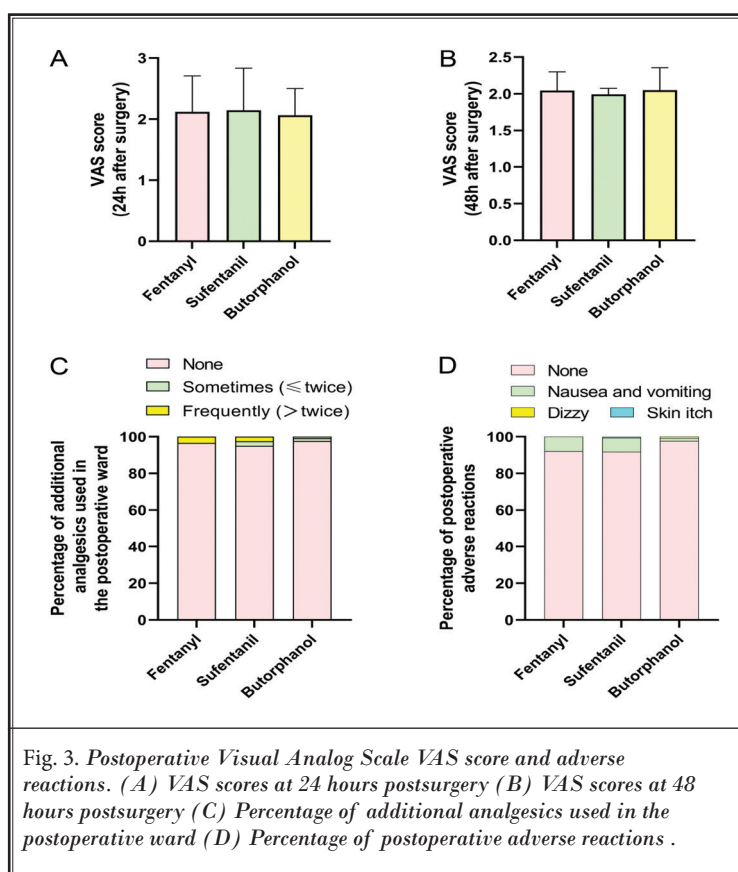 A
VAS score
(24h after surgery)
3
2
1
0
Fentanyl
Sufentanil
Butorphanol
B
VAS score
(48h after surgery)
2.5
2.0
1.5
1.0
0.5
0.0
Fentanyl
Sufentanil
Butorphanol
C
None
Sometimes (≤ twice)
Frequently (> twice)
Percentage of additional
analgesics used in
the postoperative ward
100
80
60
40
20
0
Fentanyl
Sufentanil
Butorphanol
D
None
Nausea and vomiting
Dizzy
Skin itch
Percentage of postoperative
adverse reactions
100
80
60
40
20
0
Fentanyl
Sufentanil
Butorphanol
Fig. 3. Postoperative Visual Analog Scale VAS score and adverse
reactions. (A) VAS scores at 24 hours postsurgery (B) VAS scores at 48
hours postsurgery (C) Percentage of additional analgesics used in the
postoperative ward (D) Percentage of postoperative adverse reactions .